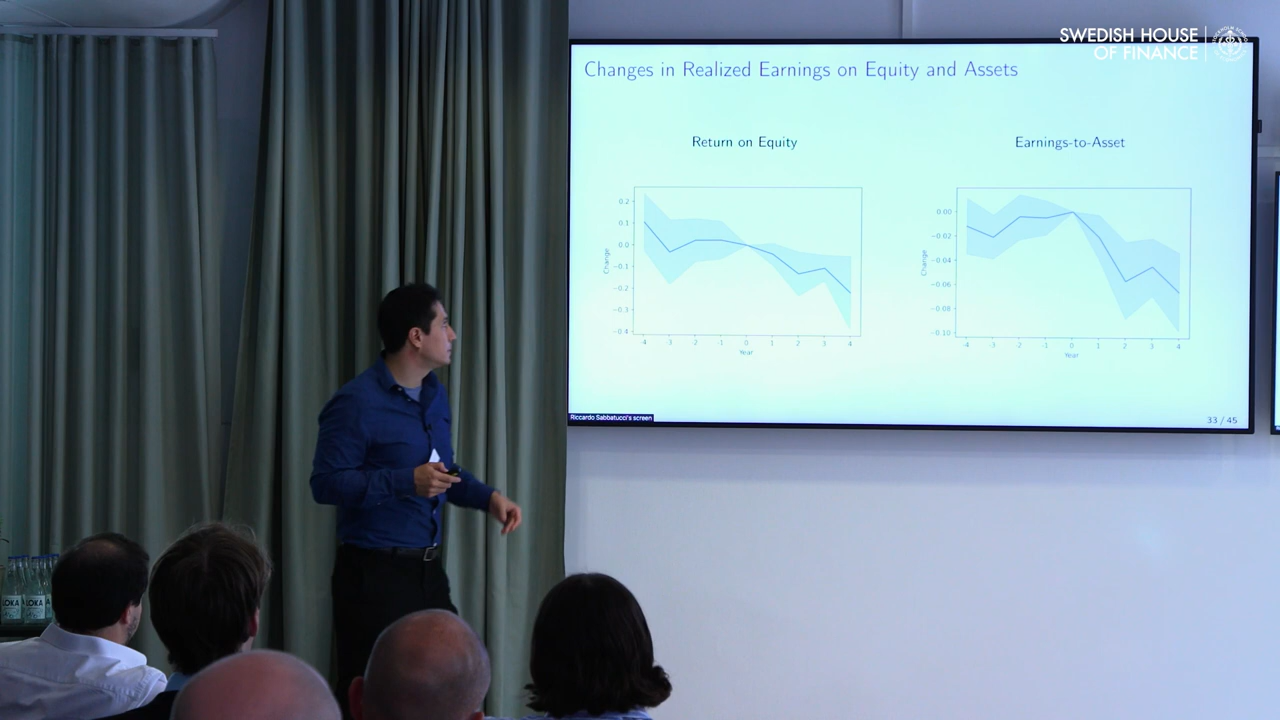 SWEDISH HOUSE
OF FINANCE
Changes in Realized Earnings on Equity and Assets
Return on Equity
Earnings-to-Asset
0.2
0.1
0.0
−0.1
−0.2
−0.3
−0.4
Change
-4
-3
-2
-1
0
1
2
3
4
Year
0.00
−0.02
−0.04
−0.06
−0.08
−0.10
Change
-4
-3
-2
-1
0
1
2
3
4
Year
Riccardo Sabbatucci's screen
33 / 45
LOKA
LOKA